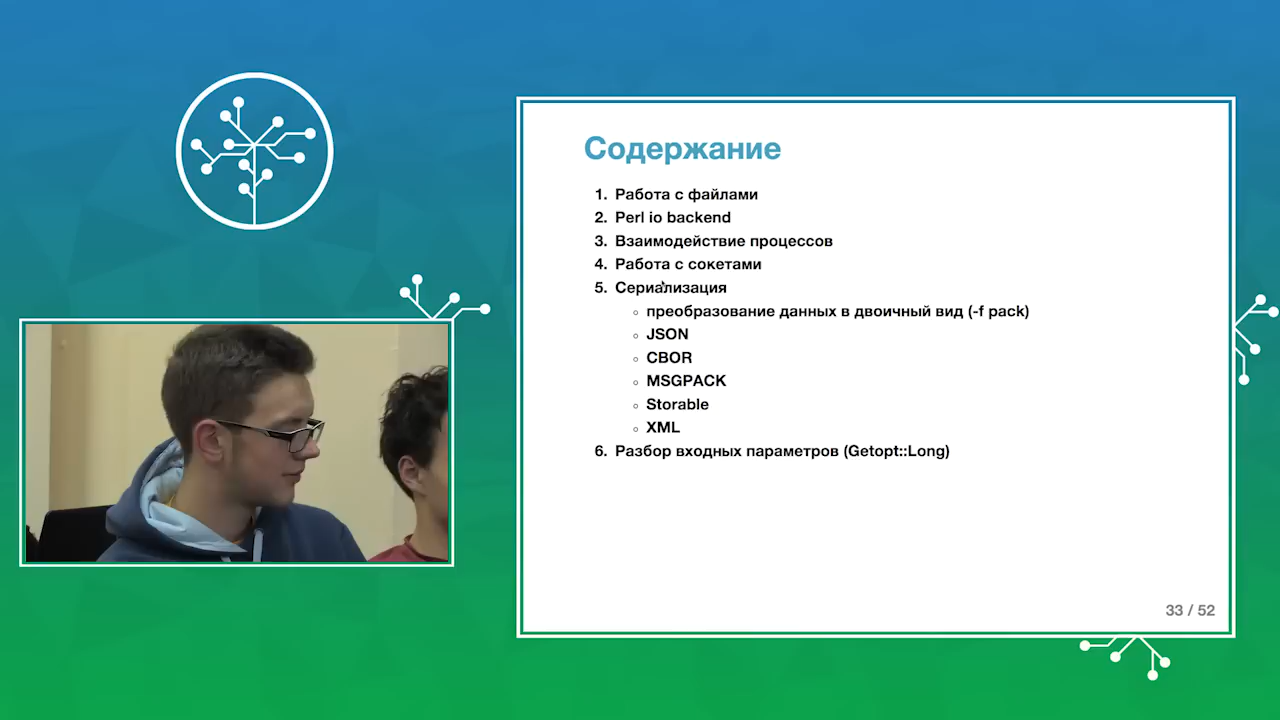 Содержание
1. Работа с файлами
2. Perl io backend
3. Взаимодействие процессов
4. Работа с сокетами
5. Сериализация
преобразование данных в двоичный вид (-f pack)
JSON
CBOR
MSGPACK
Storable
XML
6. Разбор входных параметров (Getopt::Long)
33 / 52